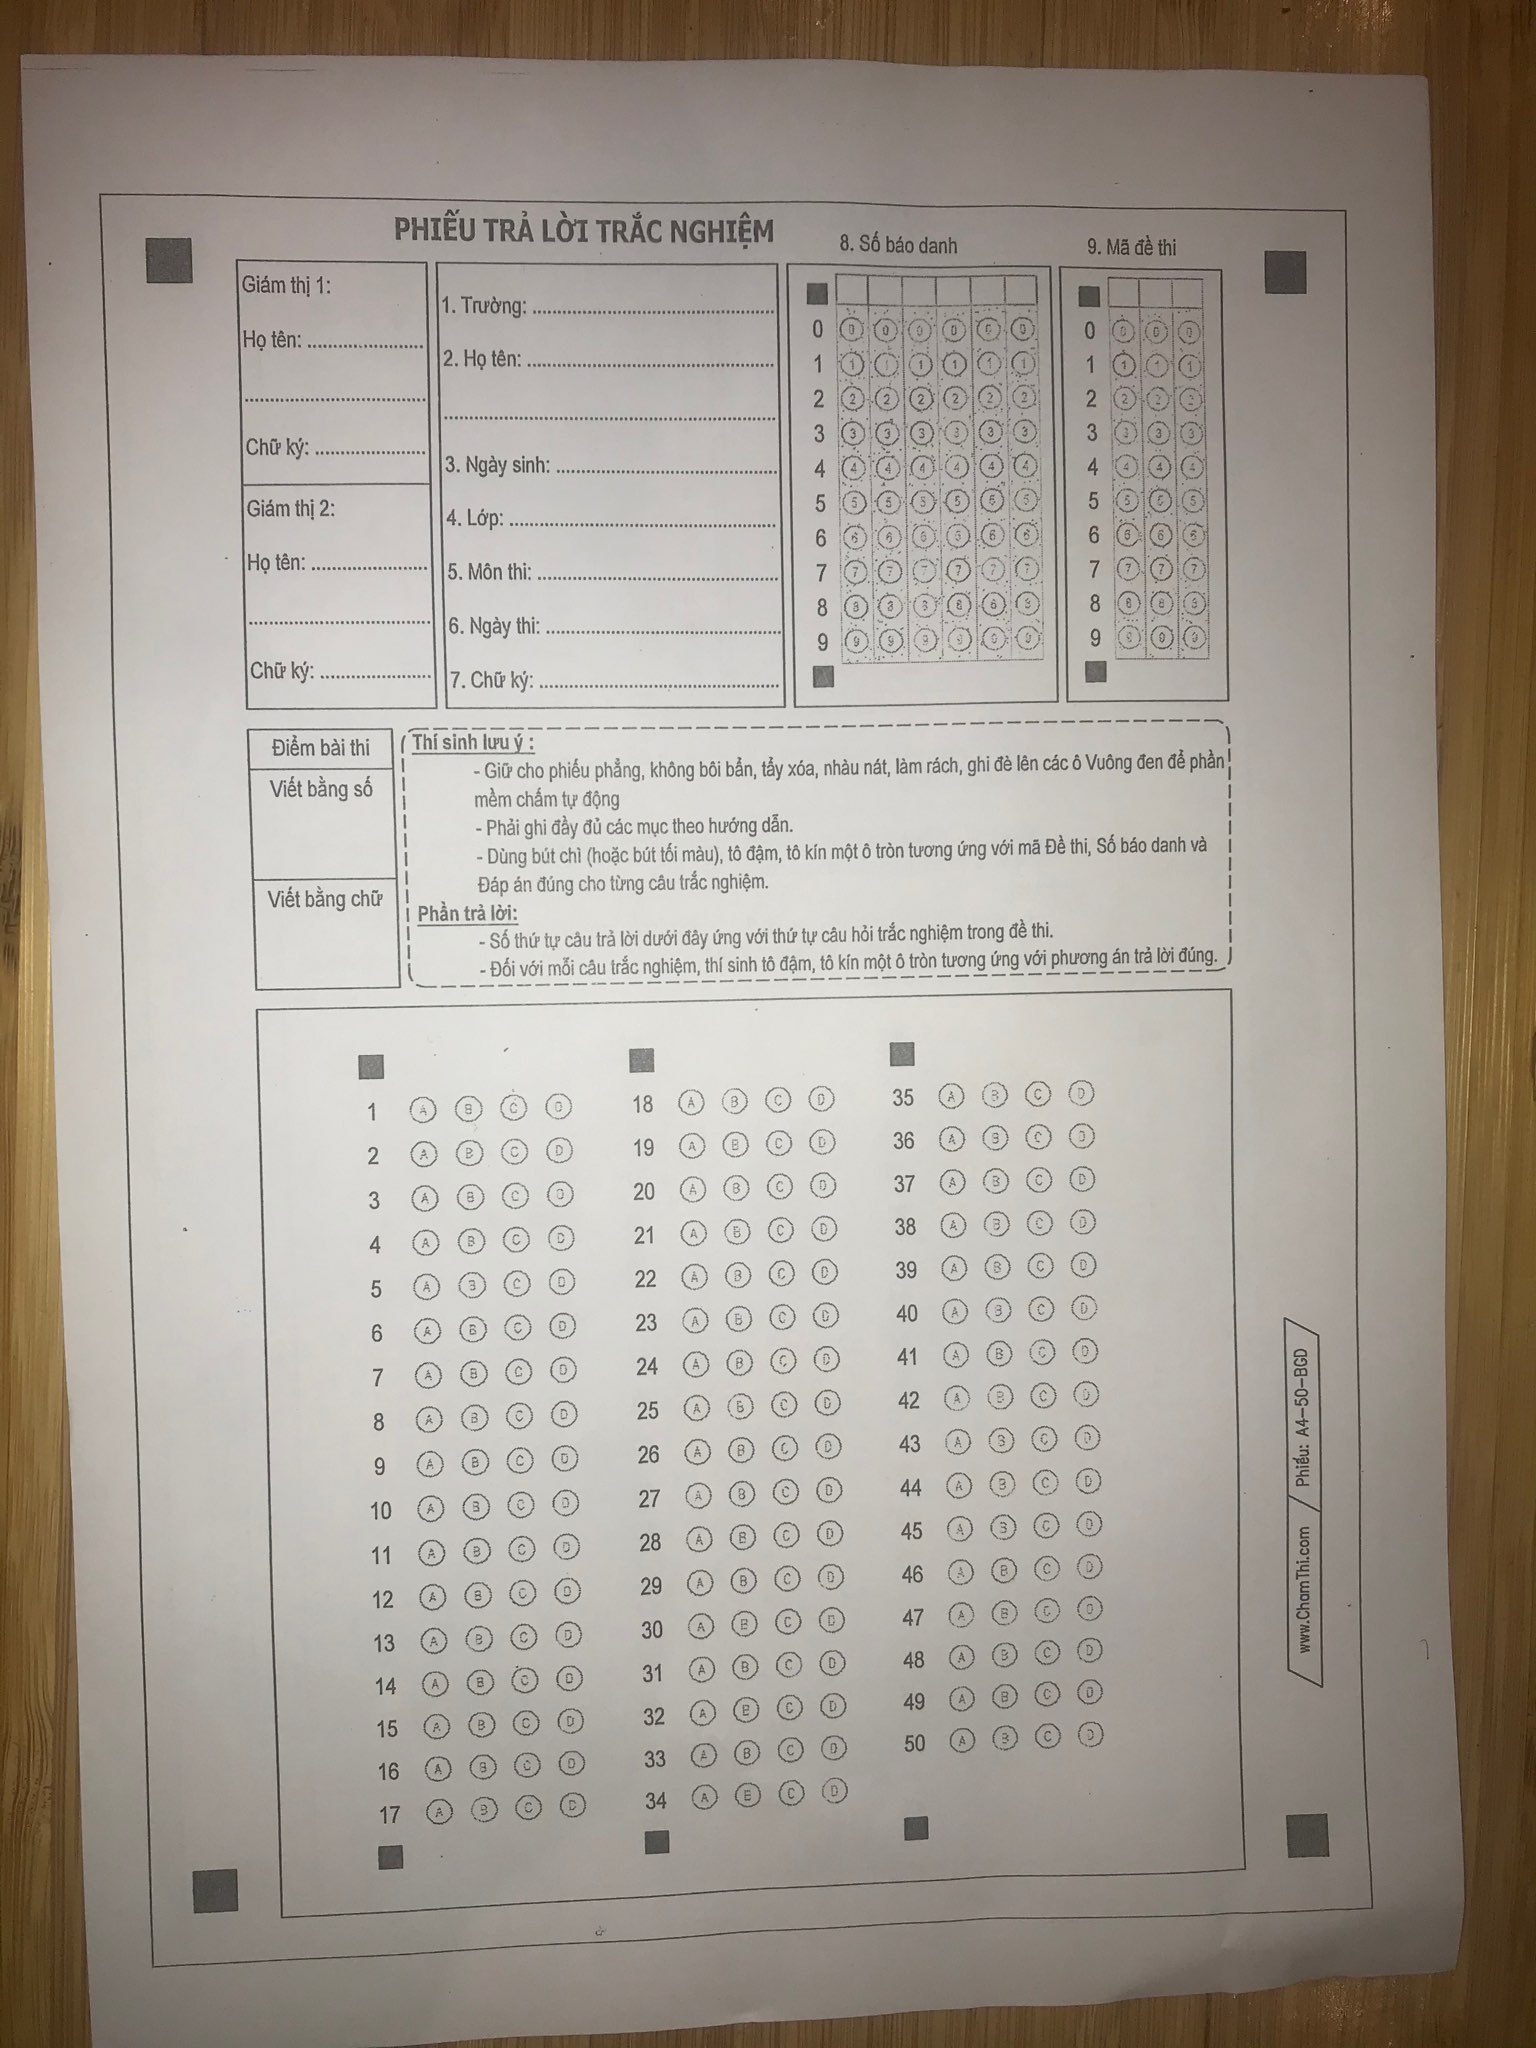 PHIẾU TRẢ LỜI TRẮC NGHIỆM
Giám thị 1:
Họ tên: ......................
..................................
Chữ ký: .....................
Giám thị 2:
Họ tên: ......................
..................................
Chữ ký: .....................
1. Trường: .............................................
2. Họ tên: ..............................................
...............................................................
3. Ngày sinh: .........................................
4. Lớp: ..................................................
5. Môn thi: .............................................
6. Ngày thi: ...........................................
7. Chữ ký: .............................................
8. Số báo danh
0 0 0 0 0 0 0
1 1 1 1 1 1 1
2 2 2 2 2 2 2
3 3 3 3 3 3 3
4 4 4 4 4 4 4
5 5 5 5 5 5 5
6 6 6 6 6 6 6
7 7 7 7 7 7 7
8 8 8 8 8 8 8
9 9 9 9 9 9 9
9. Mã đề thi
0 0 0 0
1 1 1 1
2 2 2 2
3 3 3 3
4 4 4 4
5 5 5 5
6 6 6 6
7 7 7 7
8 8 8 8
9 9 9 9
Điểm bài thi
Viết bằng số
Viết bằng chữ
Thí sinh lưu ý :
- Giữ cho phiếu phẳng, không bôi bẩn, tẩy xóa, nhàu nát, làm rách, ghi đè lên các ô Vuông đen để phần
mềm chấm tự động
- Phải ghi đầy đủ các mục theo hướng dẫn.
- Dùng bút chì (hoặc bút tối màu), tô đậm, tô kín một ô tròn tương ứng với mã Đề thi, Số báo danh và
Đáp án đúng cho từng câu trắc nghiệm.
Phần trả lời:
- Số thứ tự câu trả lời dưới đây ứng với thứ tự câu hỏi trắc nghiệm trong đề thi.
- Đối với mỗi câu trắc nghiệm, thí sinh tô đậm, tô kín một ô tròn tương ứng với phương án trả lời đúng.
1 A B C D
2 A B C D
3 A B C D
4 A B C D
5 A B C D
6 A B C D
7 A B C D
8 A B C D
9 A B C D
10 A B C D
11 A B C D
12 A B C D
13 A B C D
14 A B C D
15 A B C D
16 A B C D
17 A B C D
18 A B C D
19 A B C D
20 A B C D
21 A B C D
22 A B C D
23 A B C D
24 A B C D
25 A B C D
26 A B C D
27 A B C D
28 A B C D
29 A B C D
30 A B C D
31 A B C D
32 A B C D
33 A B C D
34 A B C D
35 A B C D
36 A B C D
37 A B C D
38 A B C D
39 A B C D
40 A B C D
41 A B C D
42 A B C D
43 A B C D
44 A B C D
45 A B C D
46 A B C D
47 A B C D
48 A B C D
49 A B C D
50 A B C D
www.ChamThi.com
Phiếu: A4-50-BGD